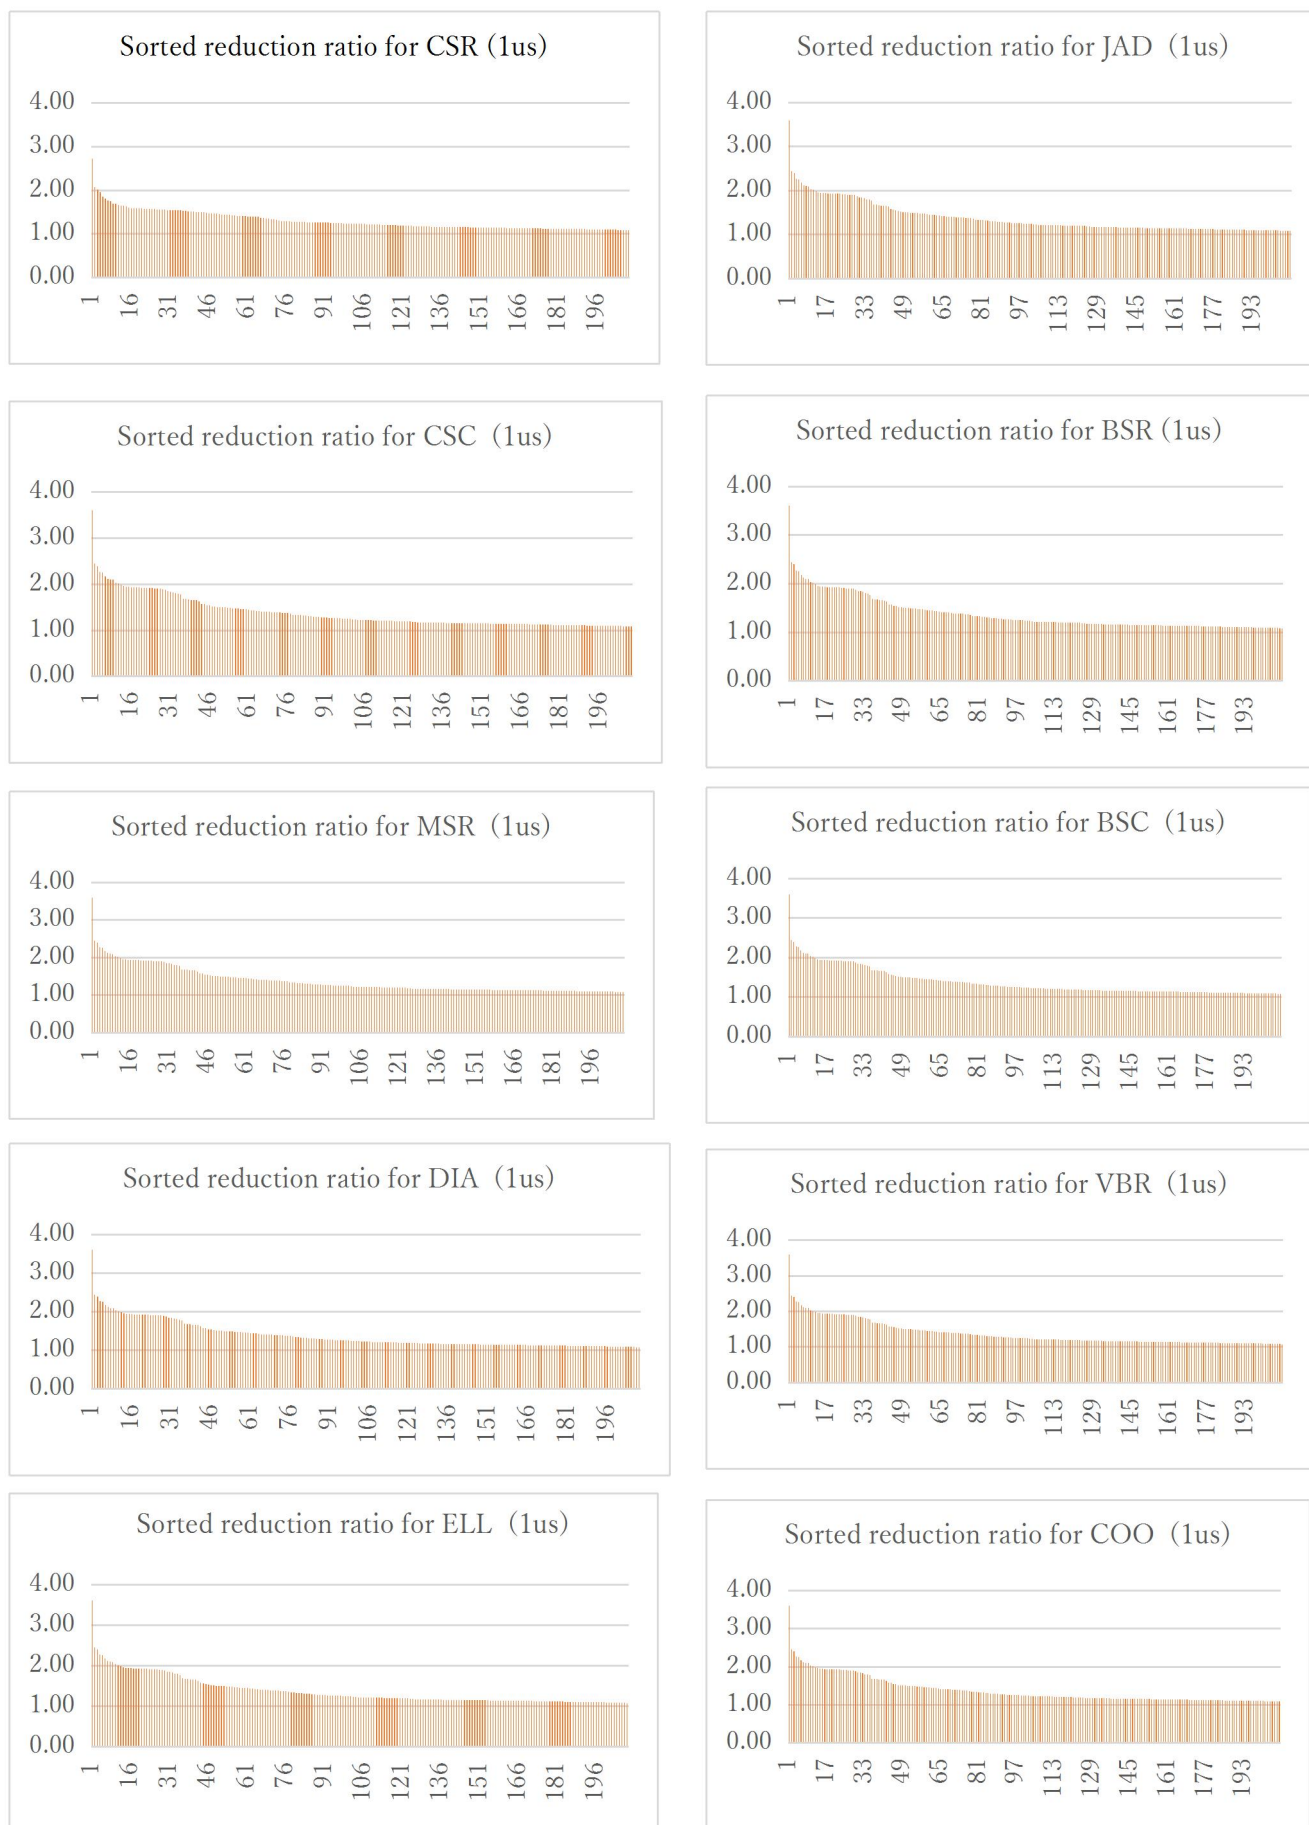 Sorted reduction ratio for CSR (1us)
4.00
3.00
2.00
1.00
0.00
1 16 31 46 61 76 91 106 121 136 151 166 181 196
Sorted reduction ratio for JAD (1us)
4.00
3.00
2.00
1.00
0.00
1 17 33 49 65 81 97 113 129 145 161 177 193
Sorted reduction ratio for CSC (1us)
4.00
3.00
2.00
1.00
0.00
1 16 31 46 61 76 91 106 121 136 151 166 181 196
Sorted reduction ratio for BSR (1us)
4.00
3.00
2.00
1.00
0.00
1 17 33 49 65 81 97 113 129 145 161 177 193
Sorted reduction ratio for MSR (1us)
4.00
3.00
2.00
1.00
0.00
1 16 31 46 61 76 91 106 121 136 151 166 181 196
Sorted reduction ratio for BSC (1us)
4.00
3.00
2.00
1.00
0.00
1 17 33 49 65 81 97 113 129 145 161 177 193
Sorted reduction ratio for DIA (1us)
4.00
3.00
2.00
1.00
0.00
1 16 31 46 61 76 91 106 121 136 151 166 181 196
Sorted reduction ratio for VBR (1us)
4.00
3.00
2.00
1.00
0.00
1 17 33 49 65 81 97 113 129 145 161 177 193
Sorted reduction ratio for ELL (1us)
4.00
3.00
2.00
1.00
0.00
1 16 31 46 61 76 91 106 121 136 151 166 181 196
Sorted reduction ratio for COO (1us)
4.00
3.00
2.00
1.00
0.00
1 17 33 49 65 81 97 113 129 145 161 177 193